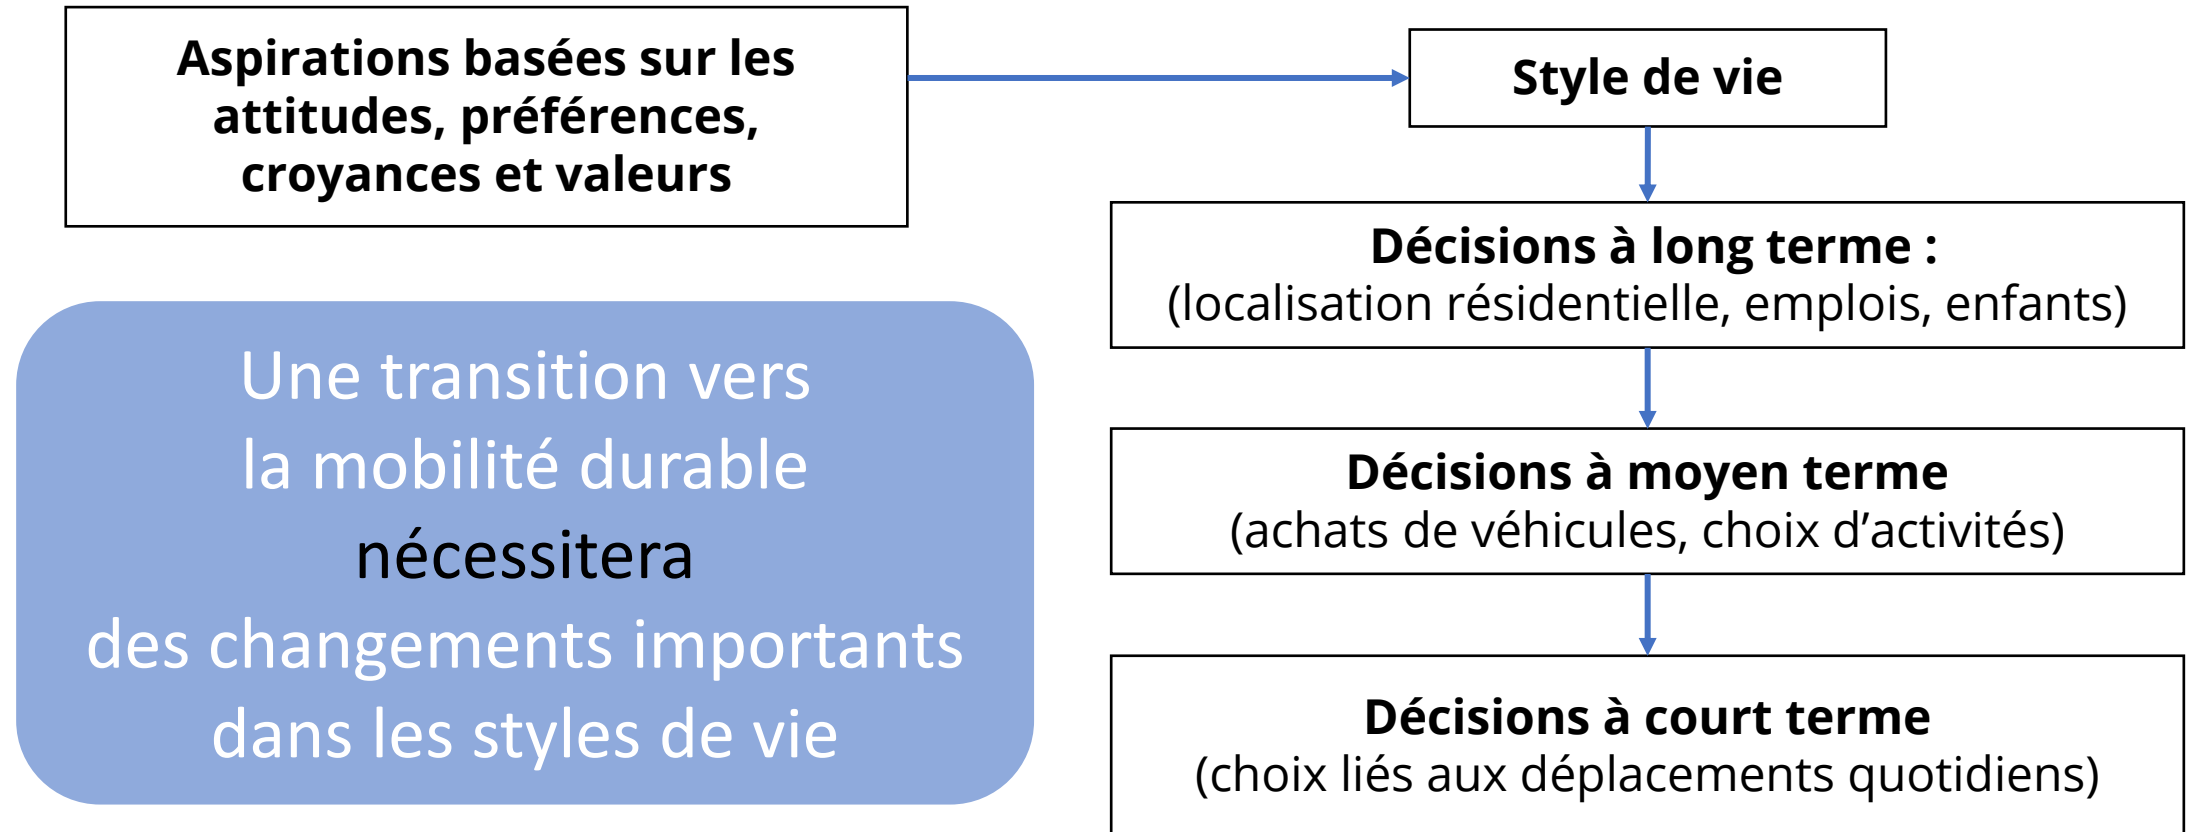 Aspirations basées sur les
attitudes, préférences,
croyances et valeurs
Style de vie
Décisions à long terme :
(localisation résidentielle, emplois, enfants)
Décisions à moyen terme
(achats de véhicules, choix d’activités)
Décisions à court terme
(choix liés aux déplacements quotidiens)
Une transition vers
la mobilité durable
nécessitera
des changements importants
dans les styles de vie